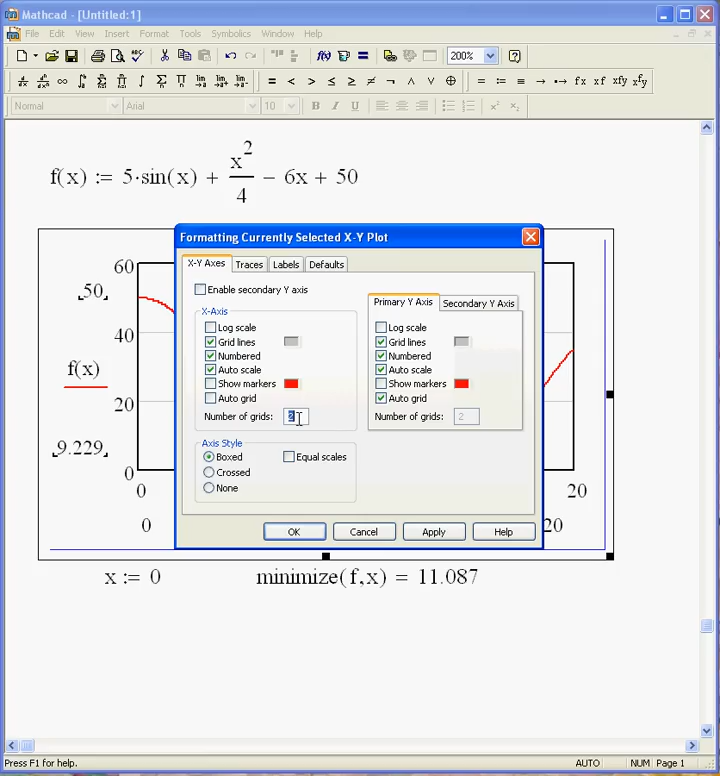 Mathcad - [Untitled:1]
File Edit View Insert Format Tools Symbolics Window Help
200%
Normal Arial 10 B I U
f(x) := 5·sin(x) + x²/4 − 6x + 50
Formatting Currently Selected X-Y Plot
X-Y Axes Traces Labels Defaults
Enable secondary Y axis
X-Axis
Log scale
Grid lines
Numbered
Auto scale
Show markers
Auto grid
Number of grids: 2
Primary Y Axis Secondary Y Axis
Log scale
Grid lines
Numbered
Auto scale
Show markers
Auto grid
Number of grids: 2
Axis Style
Boxed
Crossed
None
Equal scales
OK Cancel Apply Help
50
f(x)
9.229
60
40
20
0
0 20
0 20
x := 0 minimize(f,x) = 11.087
Press F1 for help. AUTO NUM Page 1